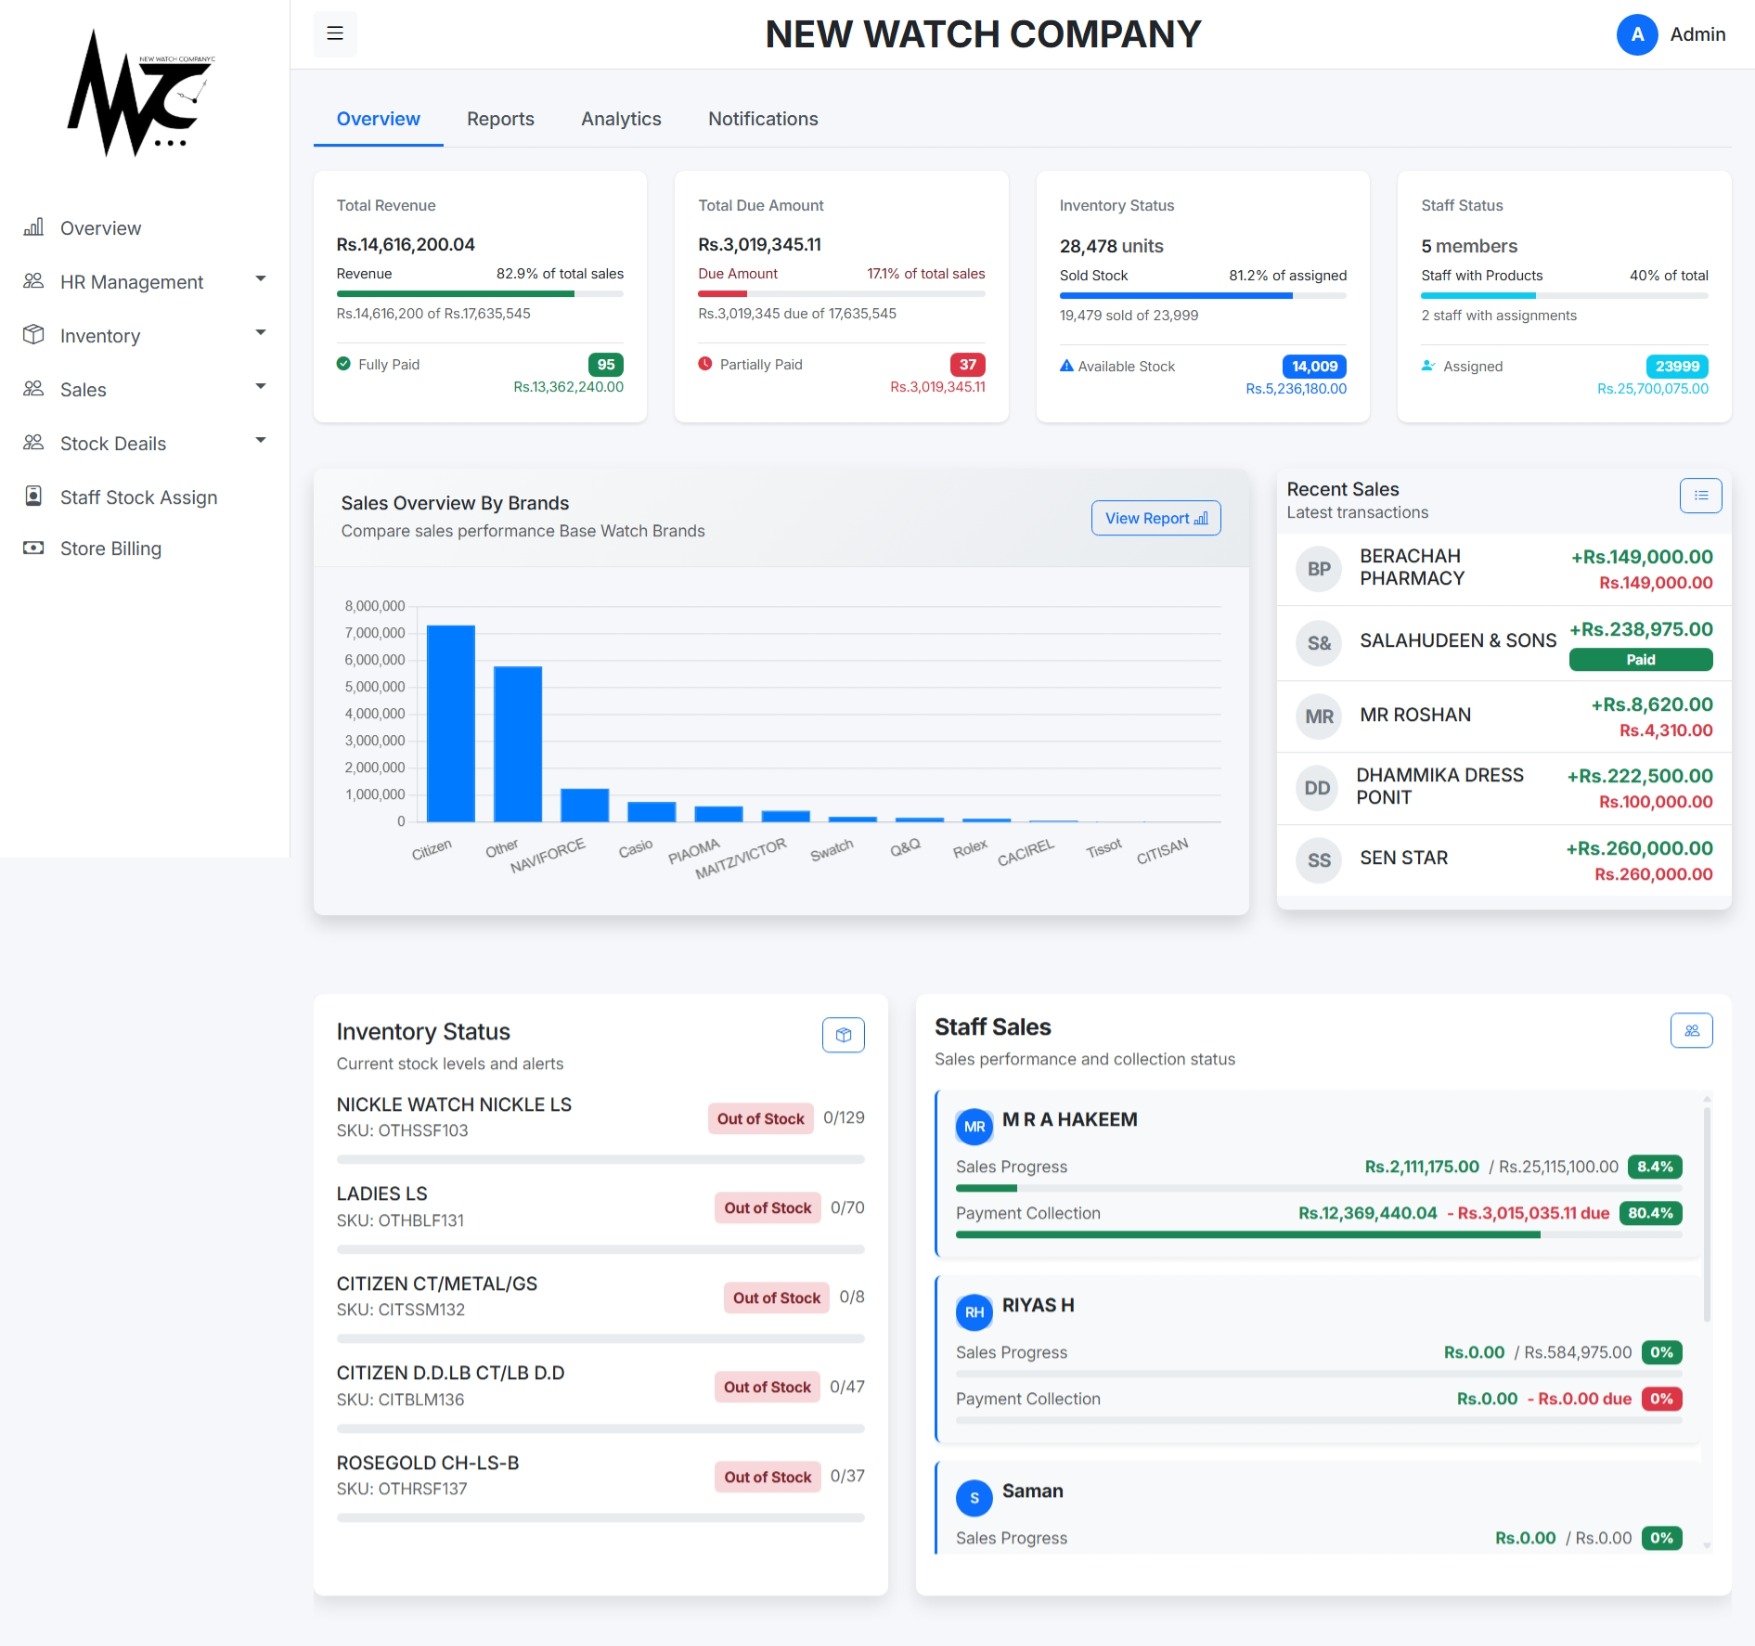 NEW WATCH COMPANY
A Admin
Overview
HR Management
Inventory
Sales
Stock Deails
Staff Stock Assign
Store Billing
Overview Reports Analytics Notifications
Total Revenue
Rs.14,616,200.04
Revenue 82.9% of total sales
Rs.14,616,200 of Rs.17,635,545
Fully Paid 95
Rs.13,362,240.00
Total Due Amount
Rs.3,019,345.11
Due Amount 17.1% of total sales
Rs.3,019,345 due of 17,635,545
Partially Paid 37
Rs.3,019,345.11
Inventory Status
28,478 units
Sold Stock 81.2% of assigned
19,479 sold of 23,999
Available Stock 14,009
Rs.5,236,180.00
Staff Status
5 members
Staff with Products 40% of total
2 staff with assignments
Assigned 23999
Rs.25,700,075.00
Sales Overview By Brands
Compare sales performance Base Watch Brands
View Report
8,000,000
7,000,000
6,000,000
5,000,000
4,000,000
3,000,000
2,000,000
1,000,000
0
Citizen Other NAVIFORCE Casio PIAOMA MAITZ/VICTOR Swatch Q&Q Rolex CACIREL Tissot CITISAN
Recent Sales
Latest transactions
BP BERACHAH PHARMACY +Rs.149,000.00
Rs.149,000.00
S& SALAHUDEEN & SONS +Rs.238,975.00
Paid
MR MR ROSHAN +Rs.8,620.00
Rs.4,310.00
DD DHAMMIKA DRESS PONIT +Rs.222,500.00
Rs.100,000.00
SS SEN STAR +Rs.260,000.00
Rs.260,000.00
Inventory Status
Current stock levels and alerts
NICKLE WATCH NICKLE LS
SKU: OTHSSF103
Out of Stock 0/129
LADIES LS
SKU: OTHBLF131
Out of Stock 0/70
CITIZEN CT/METAL/GS
SKU: CITSSM132
Out of Stock 0/8
CITIZEN D.D.LB CT/LB D.D
SKU: CITBLM136
Out of Stock 0/47
ROSEGOLD CH-LS-B
SKU: OTHRSF137
Out of Stock 0/37
Staff Sales
Sales performance and collection status
MR M R A HAKEEM
Sales Progress Rs.2,111,175.00 / Rs.25,115,100.00 8.4%
Payment Collection Rs.12,369,440.04 - Rs.3,015,035.11 due 80.4%
RH RIYAS H
Sales Progress Rs.0.00 / Rs.584,975.00 0%
Payment Collection Rs.0.00 - Rs.0.00 due 0%
S Saman
Sales Progress Rs.0.00 / Rs.0.00 0%